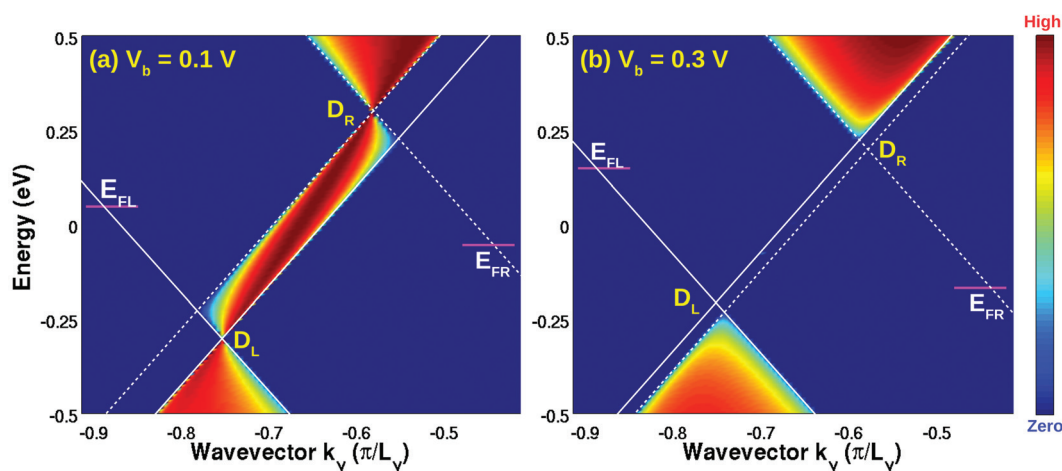 High
(a) V_b = 0.1 V
(b) V_b = 0.3 V
D_R
D_R
E_FL
E_FL
E_FR
E_FR
D_L
D_L
Energy (eV)
0.5
0.25
0
-0.25
-0.5
0.5
0.25
0
-0.25
-0.5
-0.9 -0.8 -0.7 -0.6 -0.5
-0.9 -0.8 -0.7 -0.6 -0.5
Zero
Wavevector k_y (π/L_y)
Wavevector k_y (π/L_y)